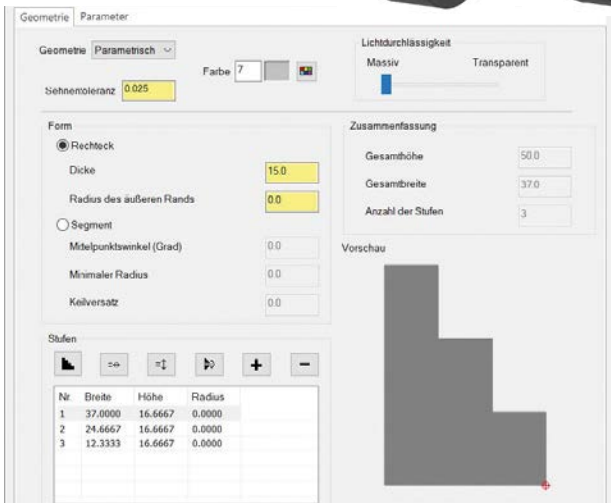 Geometrie Parameter
Geometrie Parametrisch
Farbe 7
Sehnentoleranz 0.025
Lichtdurchlässigkeit
Massiv Transparent
Form
Rechteck
Dicke 15.0
Radius des äußeren Rands 0.0
Segment
Mittelpunktswinkel (Grad) 0.0
Minimaler Radius 0.0
Keilversatz 0.0
Zusammenfassung
Gesamthöhe 50.0
Gesamtbreite 37.0
Anzahl der Stufen 3
Vorschau
Stufen
Nr. Breite Höhe Radius
1 37.0000 16.6667 0.0000
2 24.6667 16.6667 0.0000
3 12.3333 16.6667 0.0000